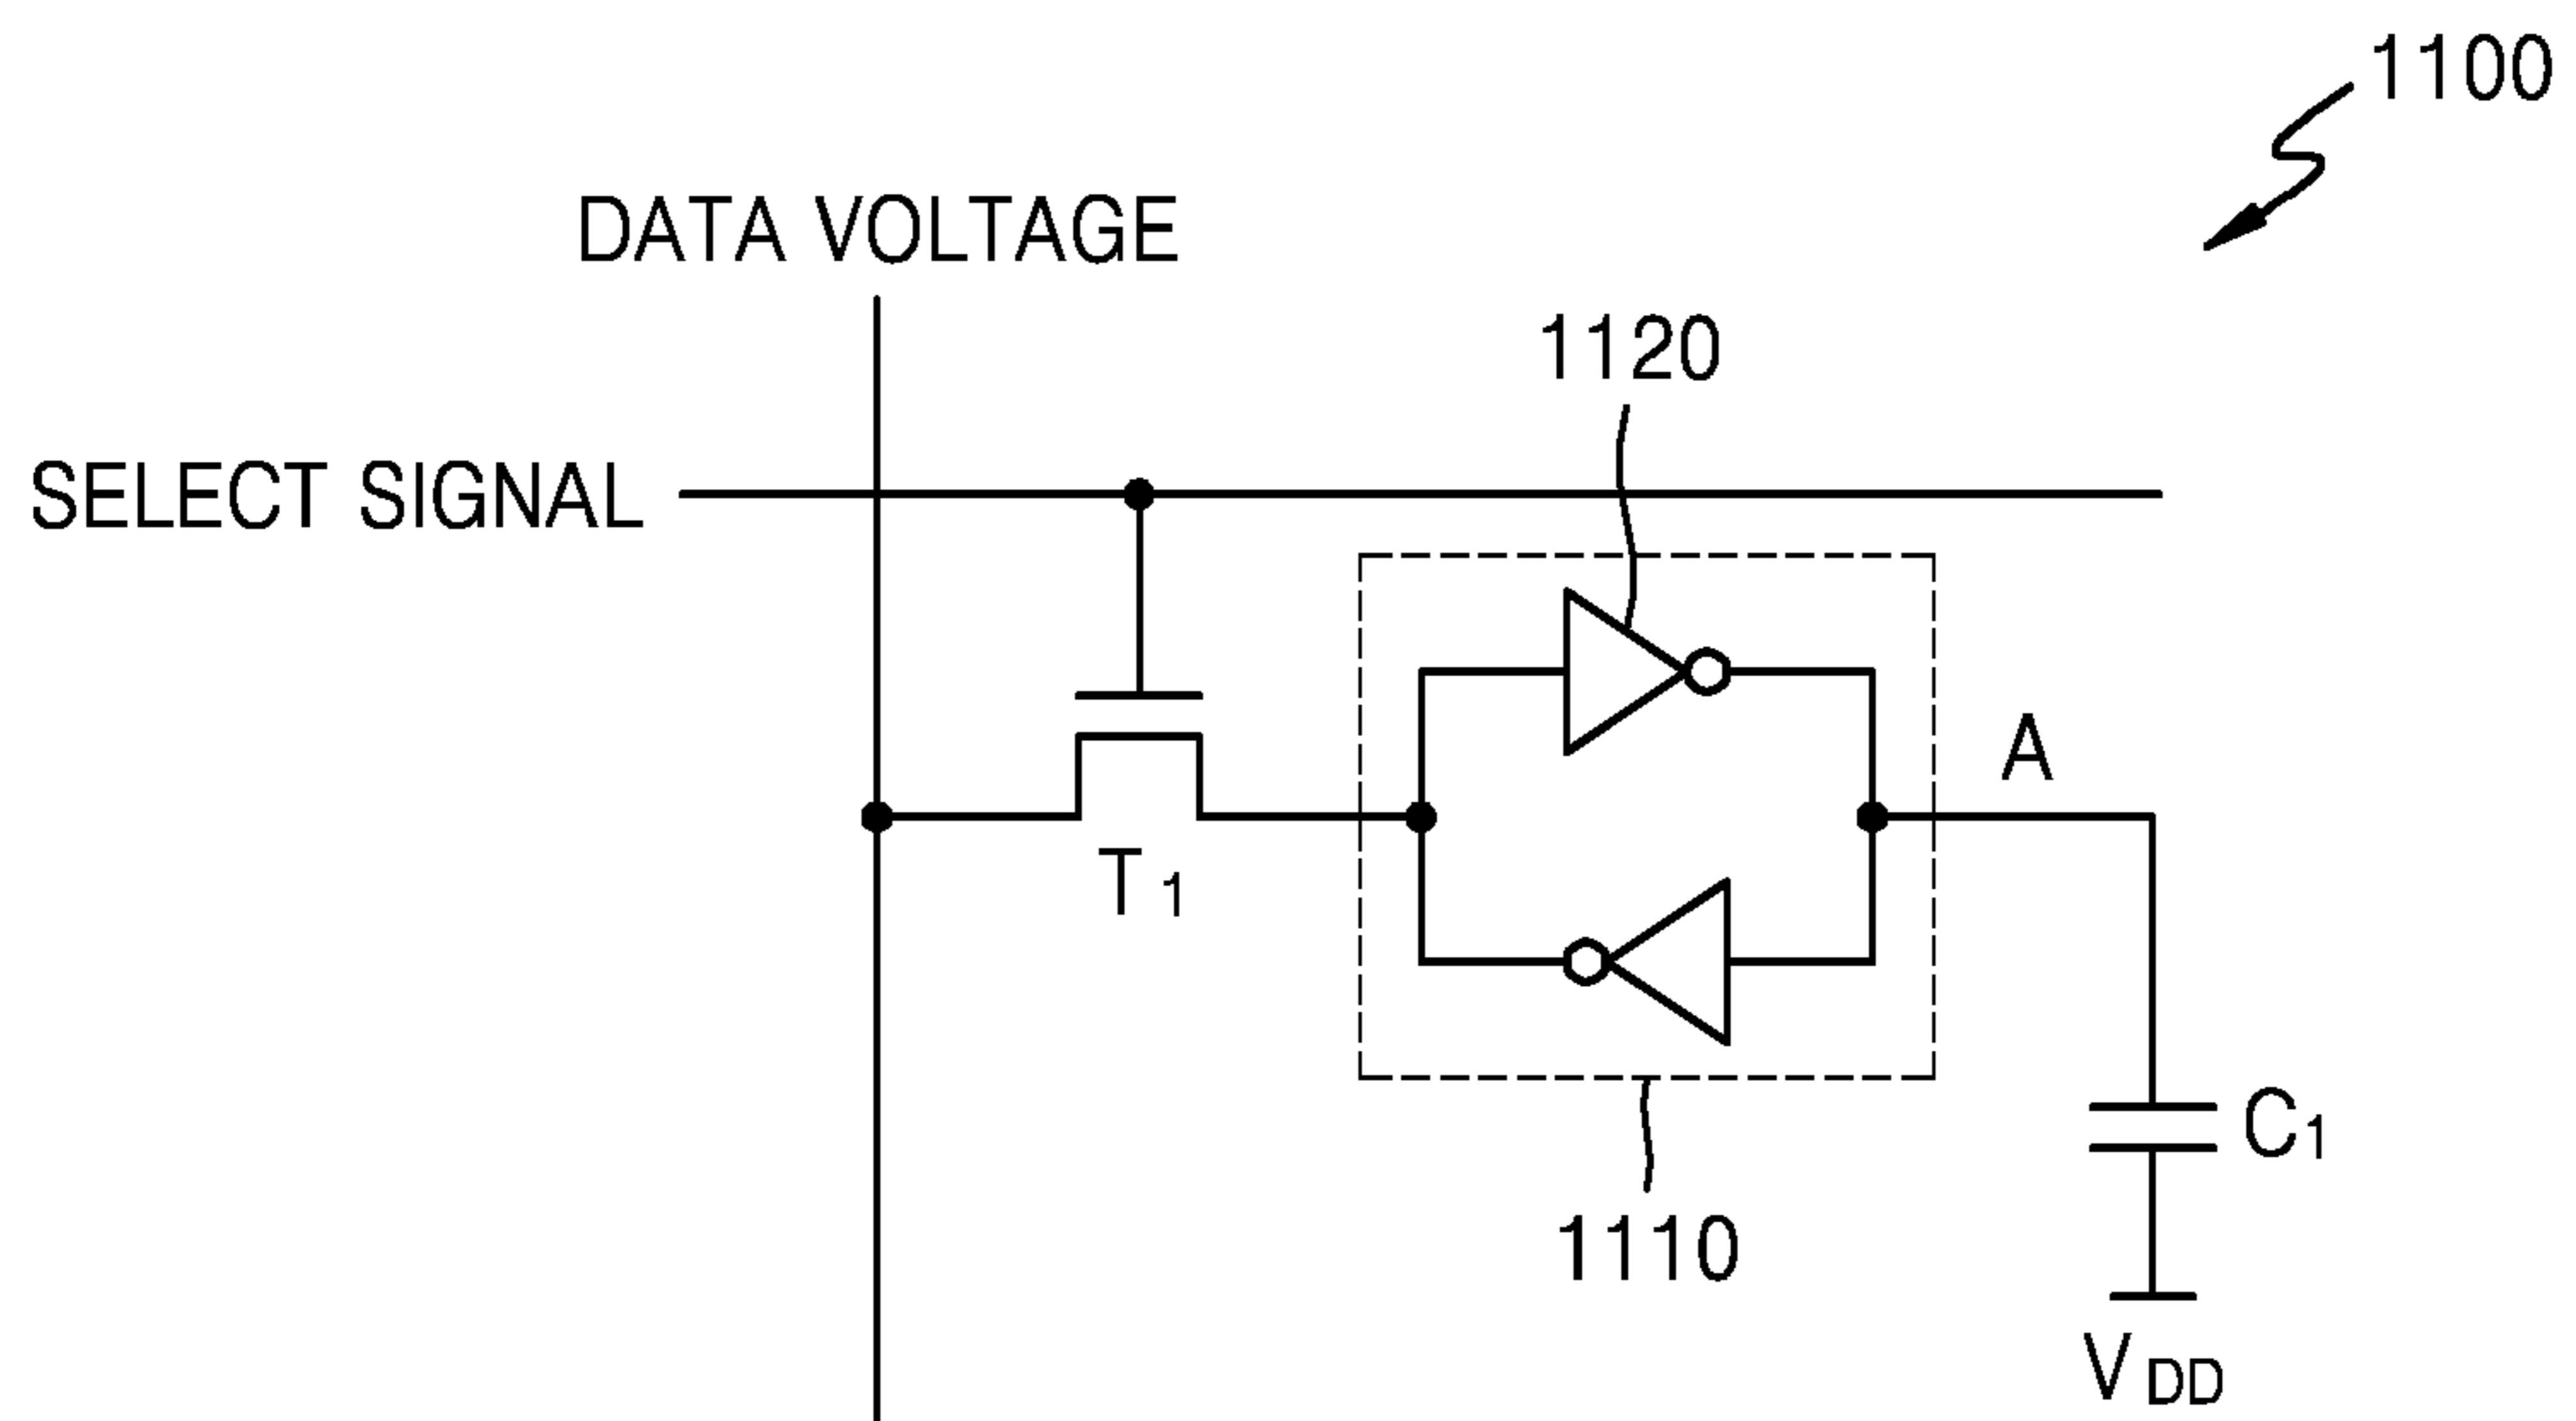 1100
DATA VOLTAGE
1120
SELECT SIGNAL
A
T1
C1
1110
VDD